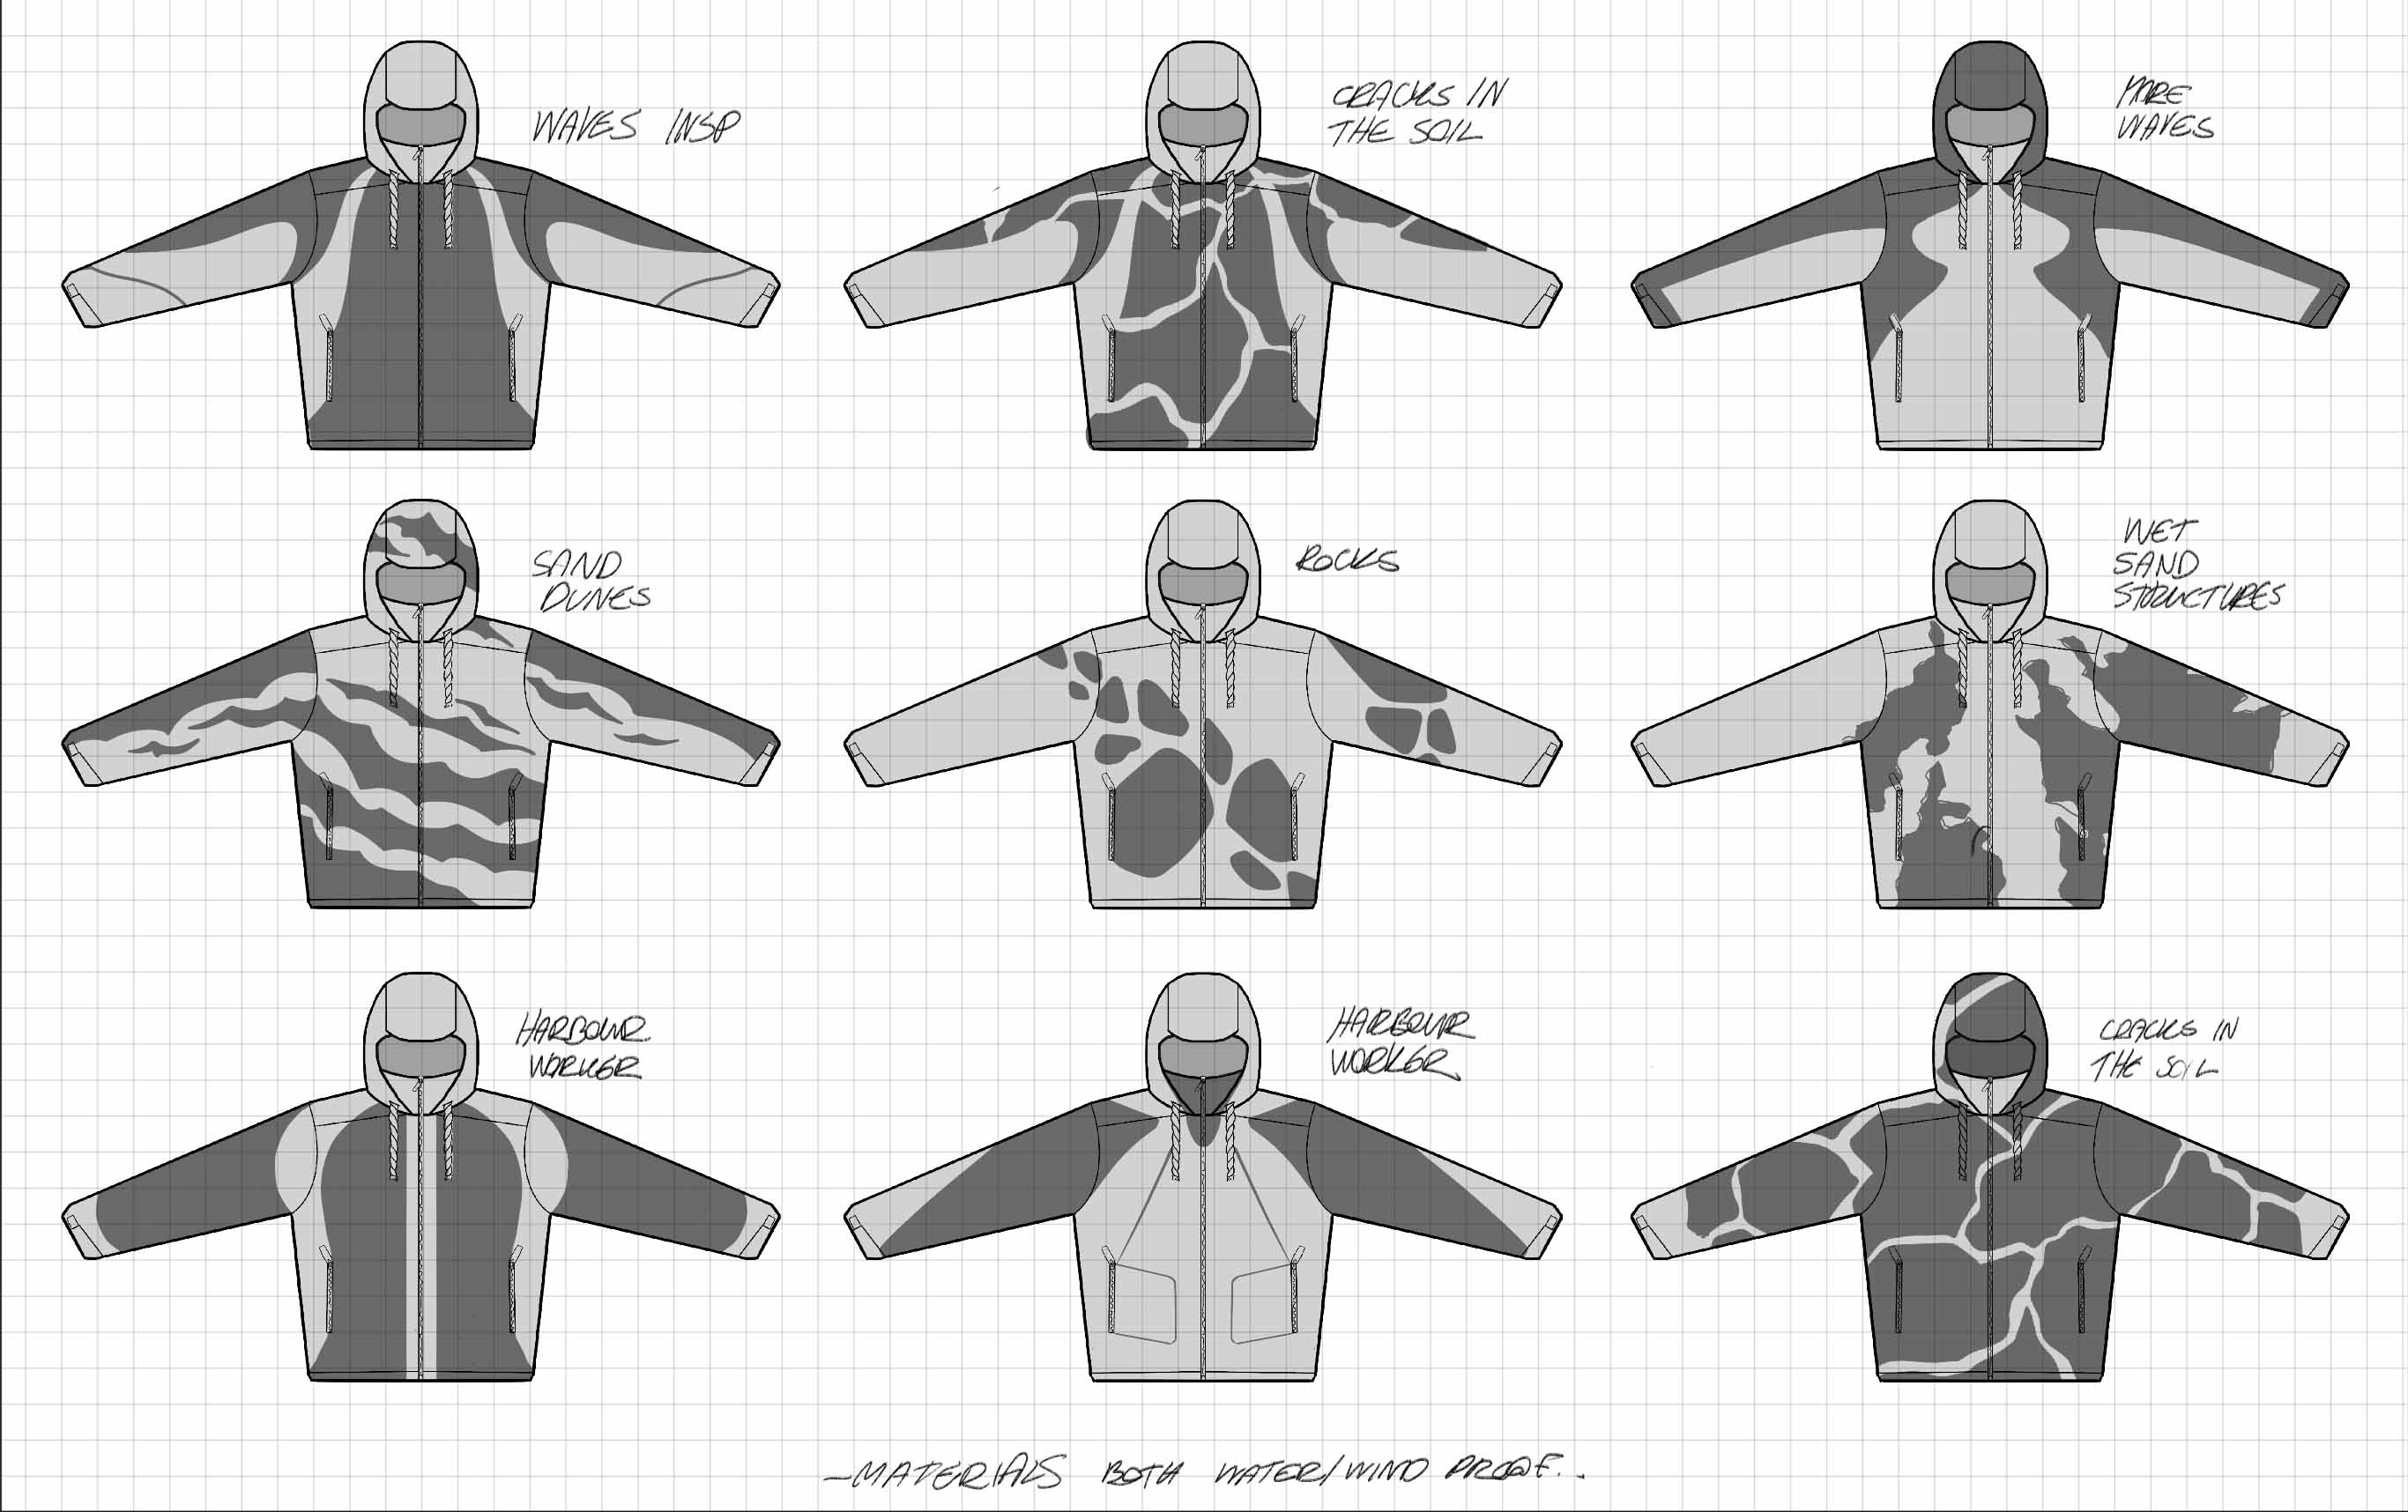 WAVES INSP
CRACKS IN
THE SOIL
MORE
WAVES
SAND
DUNES
ROCKS
WET
SAND
STRUCTURES
HARBOUR
WORKER
HARBOUR
WORKER
CRACKS IN
THE SOIL
—MATERIALS BOTH WATER/WIND PROOF..